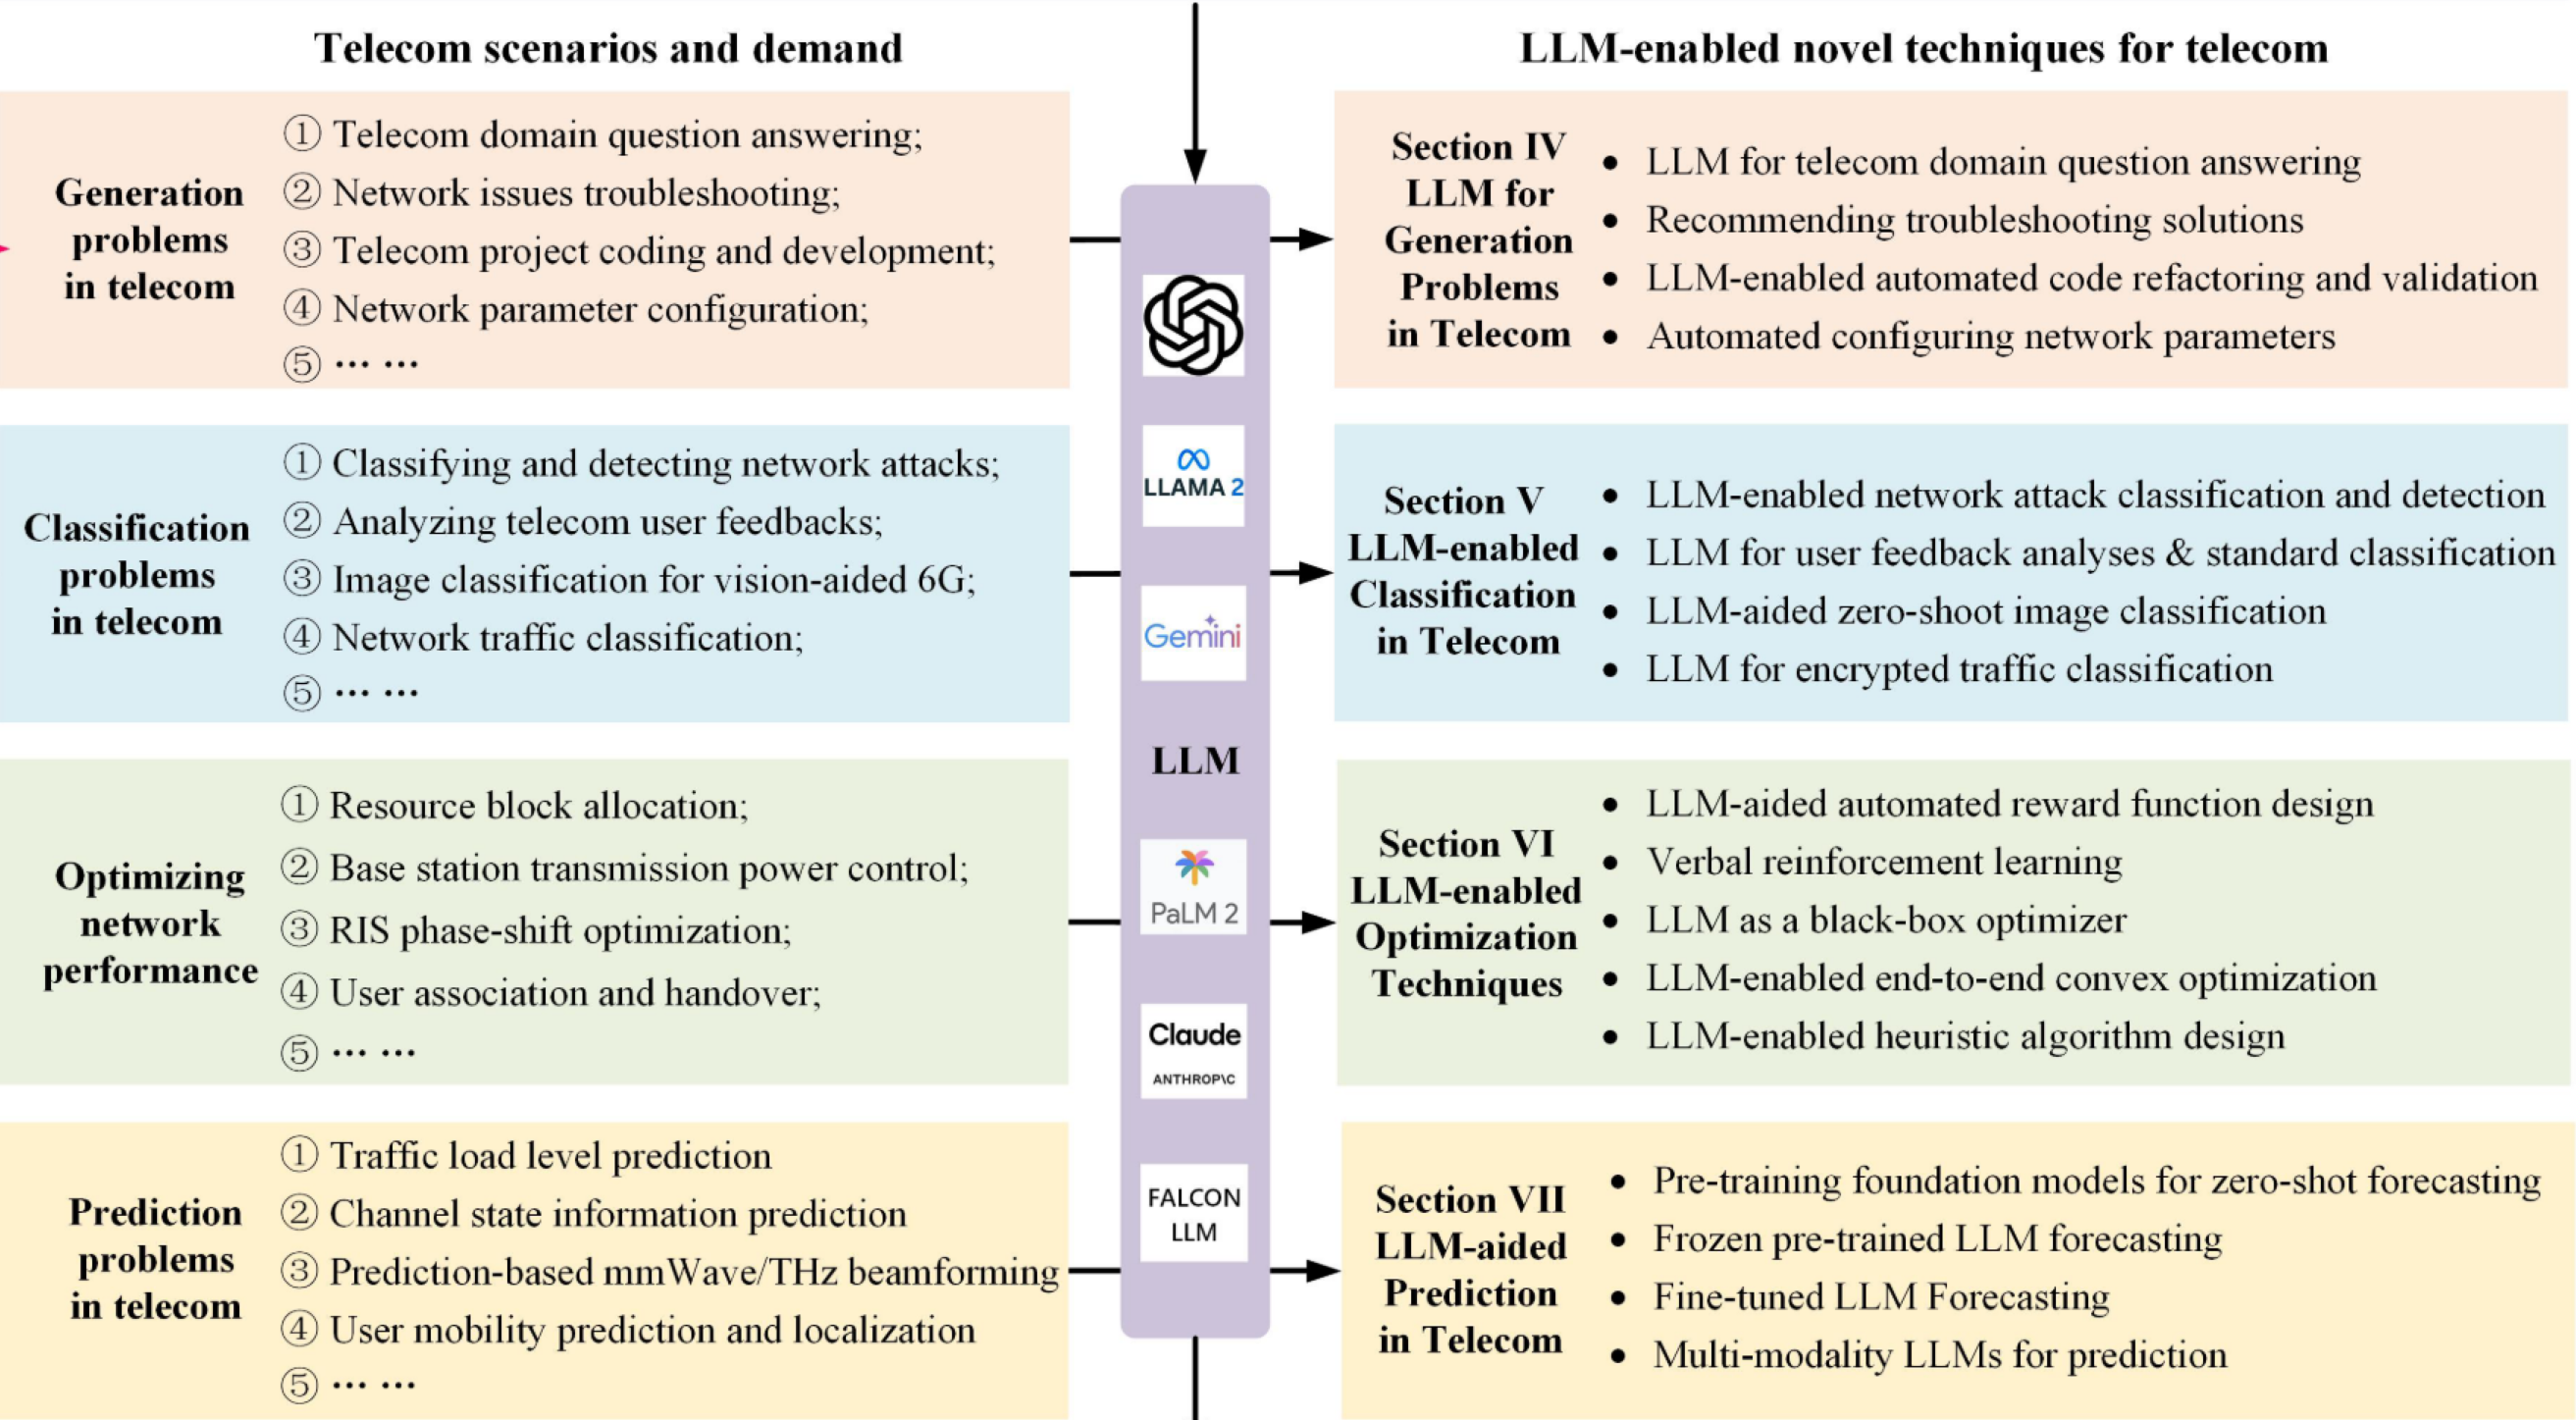 Telecom scenarios and demand
LLM-enabled novel techniques for telecom
Generation
problems
in telecom
① Telecom domain question answering;
② Network issues troubleshooting;
③ Telecom project coding and development;
④ Network parameter configuration;
⑤ ··· ···
Classification
problems
in telecom
① Classifying and detecting network attacks;
② Analyzing telecom user feedbacks;
③ Image classification for vision-aided 6G;
④ Network traffic classification;
⑤ ··· ···
Optimizing
network
performance
① Resource block allocation;
② Base station transmission power control;
③ RIS phase-shift optimization;
④ User association and handover;
⑤ ··· ···
Prediction
problems
in telecom
① Traffic load level prediction
② Channel state information prediction
③ Prediction-based mmWave/THz beamforming
④ User mobility prediction and localization
⑤ ··· ···
LLAMA 2
Gemini
LLM
PaLM 2
Claude
ANTHROP\C
FALCON
LLM
Section IV
LLM for
Generation
Problems
in Telecom
• LLM for telecom domain question answering
• Recommending troubleshooting solutions
• LLM-enabled automated code refactoring and validation
• Automated configuring network parameters
Section V
LLM-enabled
Classification
in Telecom
• LLM-enabled network attack classification and detection
• LLM for user feedback analyses & standard classification
• LLM-aided zero-shoot image classification
• LLM for encrypted traffic classification
Section VI
LLM-enabled
Optimization
Techniques
• LLM-aided automated reward function design
• Verbal reinforcement learning
• LLM as a black-box optimizer
• LLM-enabled end-to-end convex optimization
• LLM-enabled heuristic algorithm design
Section VII
LLM-aided
Prediction
in Telecom
• Pre-training foundation models for zero-shot forecasting
• Frozen pre-trained LLM forecasting
• Fine-tuned LLM Forecasting
• Multi-modality LLMs for prediction